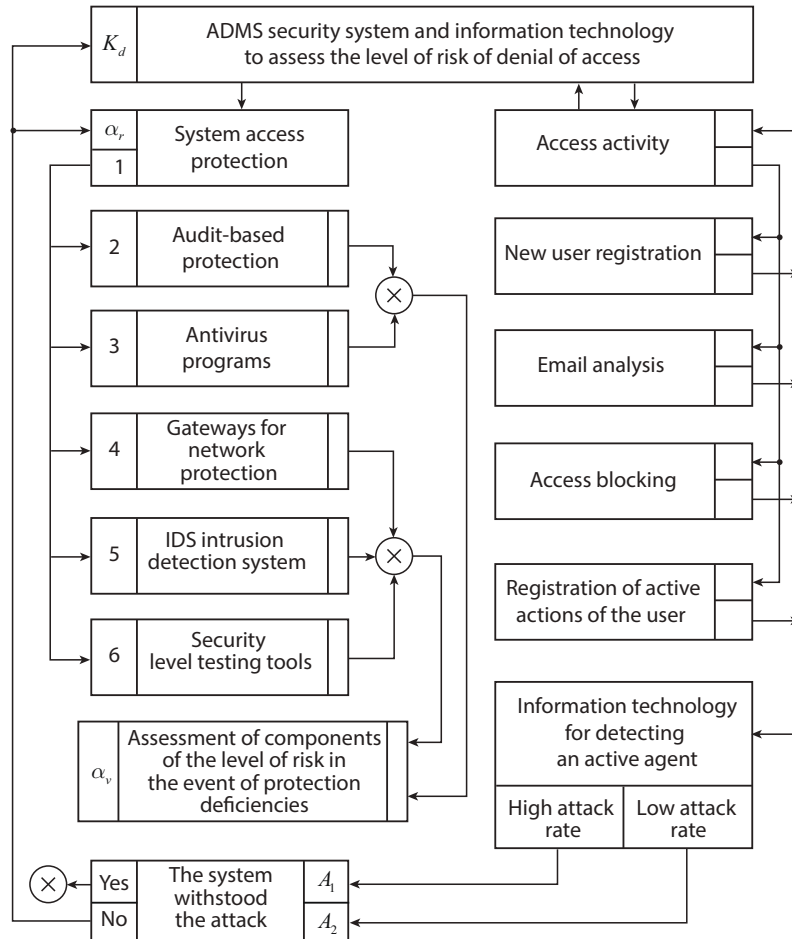 K_d
ADMS security system and information technology
to assess the level of risk of denial of access
α_r
1
System access
protection
Access activity
2
Audit-based
protection
New user registration
×
3
Antivirus
programs
Email analysis
4
Gateways for
network
protection
Access blocking
5
IDS intrusion
detection system
×
Registration of active
actions of the user
6
Security
level testing tools
α_v
Assessment of components
of the level of risk in
the event of protection
deficiencies
Information technology
for detecting
an active agent
High attack
rate
Low attack
rate
×
Yes
No
The system
withstood
the attack
A_1
A_2